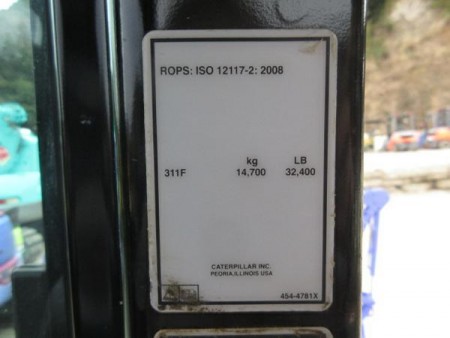 ROPS: ISO 12117-2: 2008
kg LB
311F 14,700 32,400
CATERPILLAR INC.
PEORIA,ILLINOIS USA
454-4781X